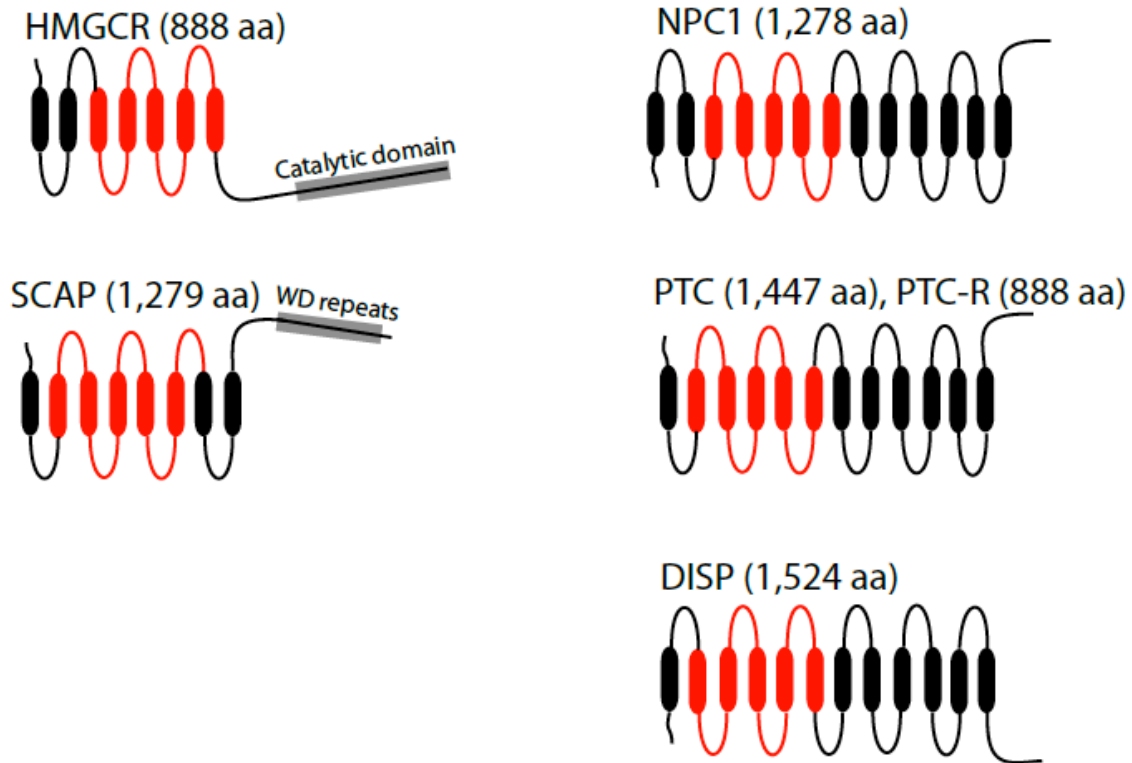 HMGCR (888 aa)
Catalytic domain
NPC1 (1,278 aa)
SCAP (1,279 aa)
WD repeats
PTC (1,447 aa), PTC-R (888 aa)
DISP (1,524 aa)